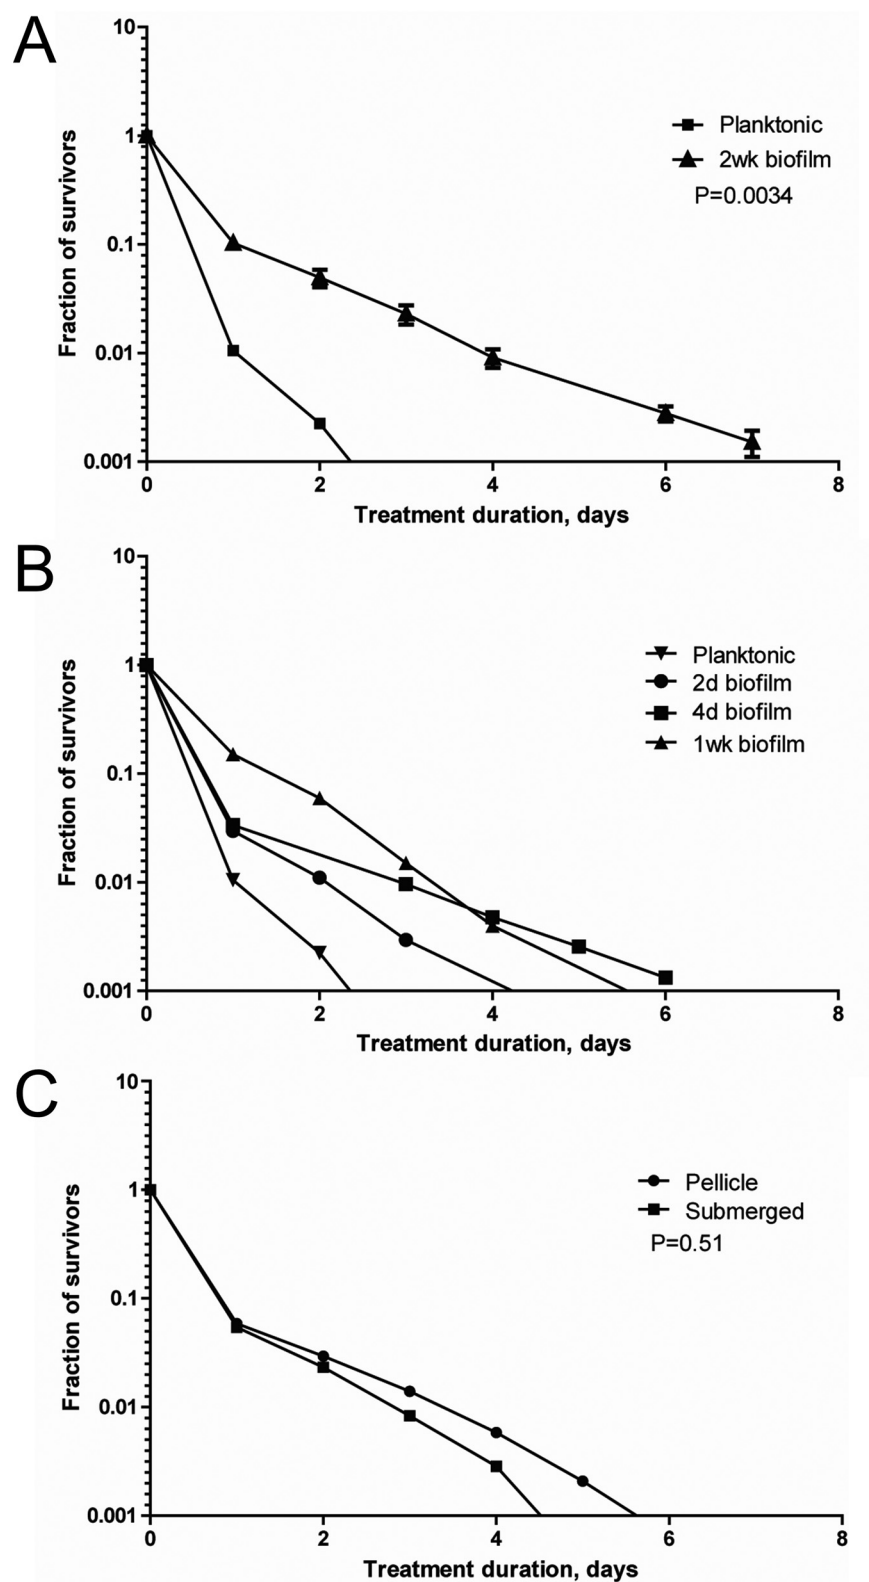 A
10
1
0.1
0.01
0.001
Fraction of survivors
Planktonic
2wk biofilm
P=0.0034
0 2 4 6 8
Treatment duration, days
B
10
1
0.1
0.01
0.001
Fraction of survivors
Planktonic
2d biofilm
4d biofilm
1wk biofilm
0 2 4 6 8
Treatment duration, days
C
10
1
0.1
0.01
0.001
Fraction of survivors
Pellicle
Submerged
P=0.51
0 2 4 6 8
Treatment duration, days